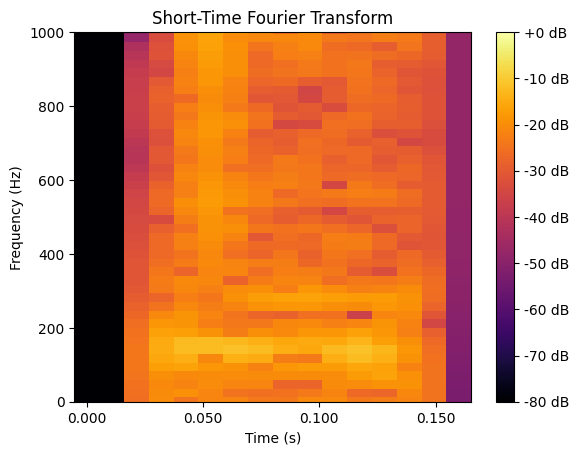 Short-Time Fourier Transform
1000
800
600
400
200
0
Frequency (Hz)
0.000
0.050
0.100
0.150
Time (s)
+0 dB
-10 dB
-20 dB
-30 dB
-40 dB
-50 dB
-60 dB
-70 dB
-80 dB